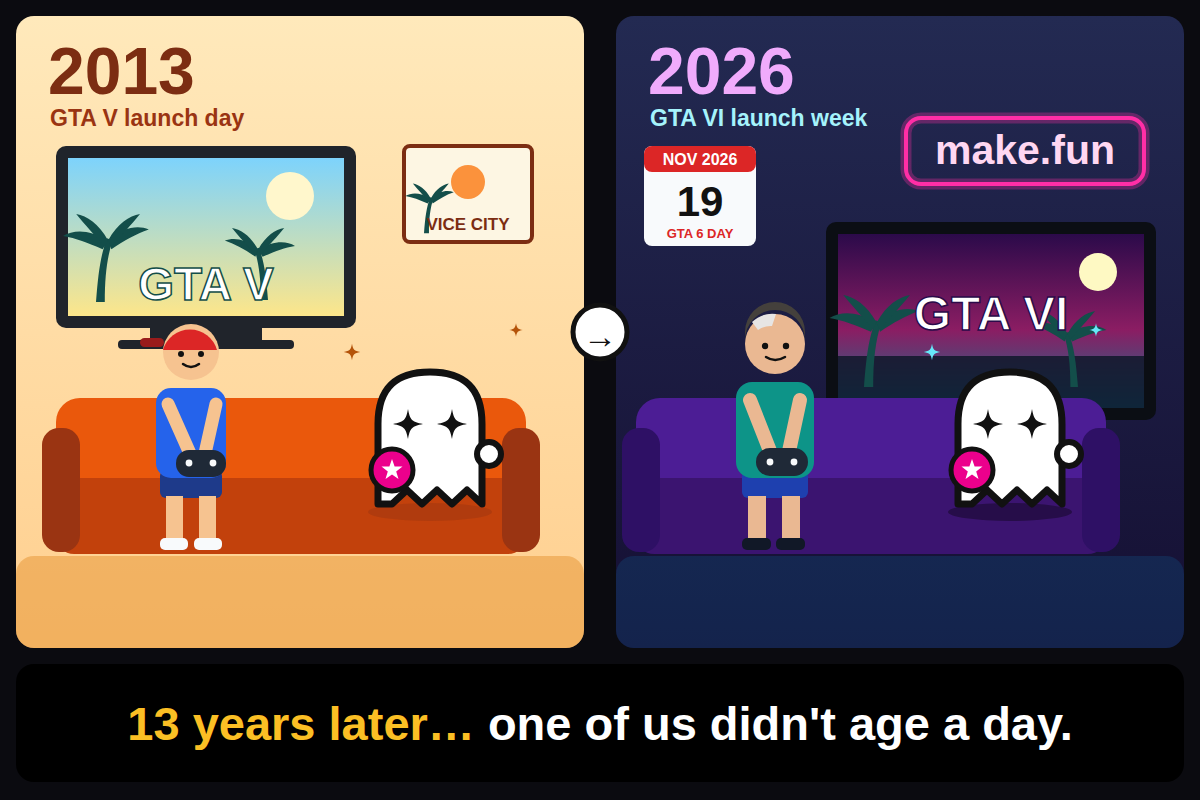 2013
GTA V launch day
VICE CITY
GTA V
2026
GTA VI launch week
make.fun
NOV 2026
19
GTA 6 DAY
GTA VI
→
13 years later… one of us didn't age a day.